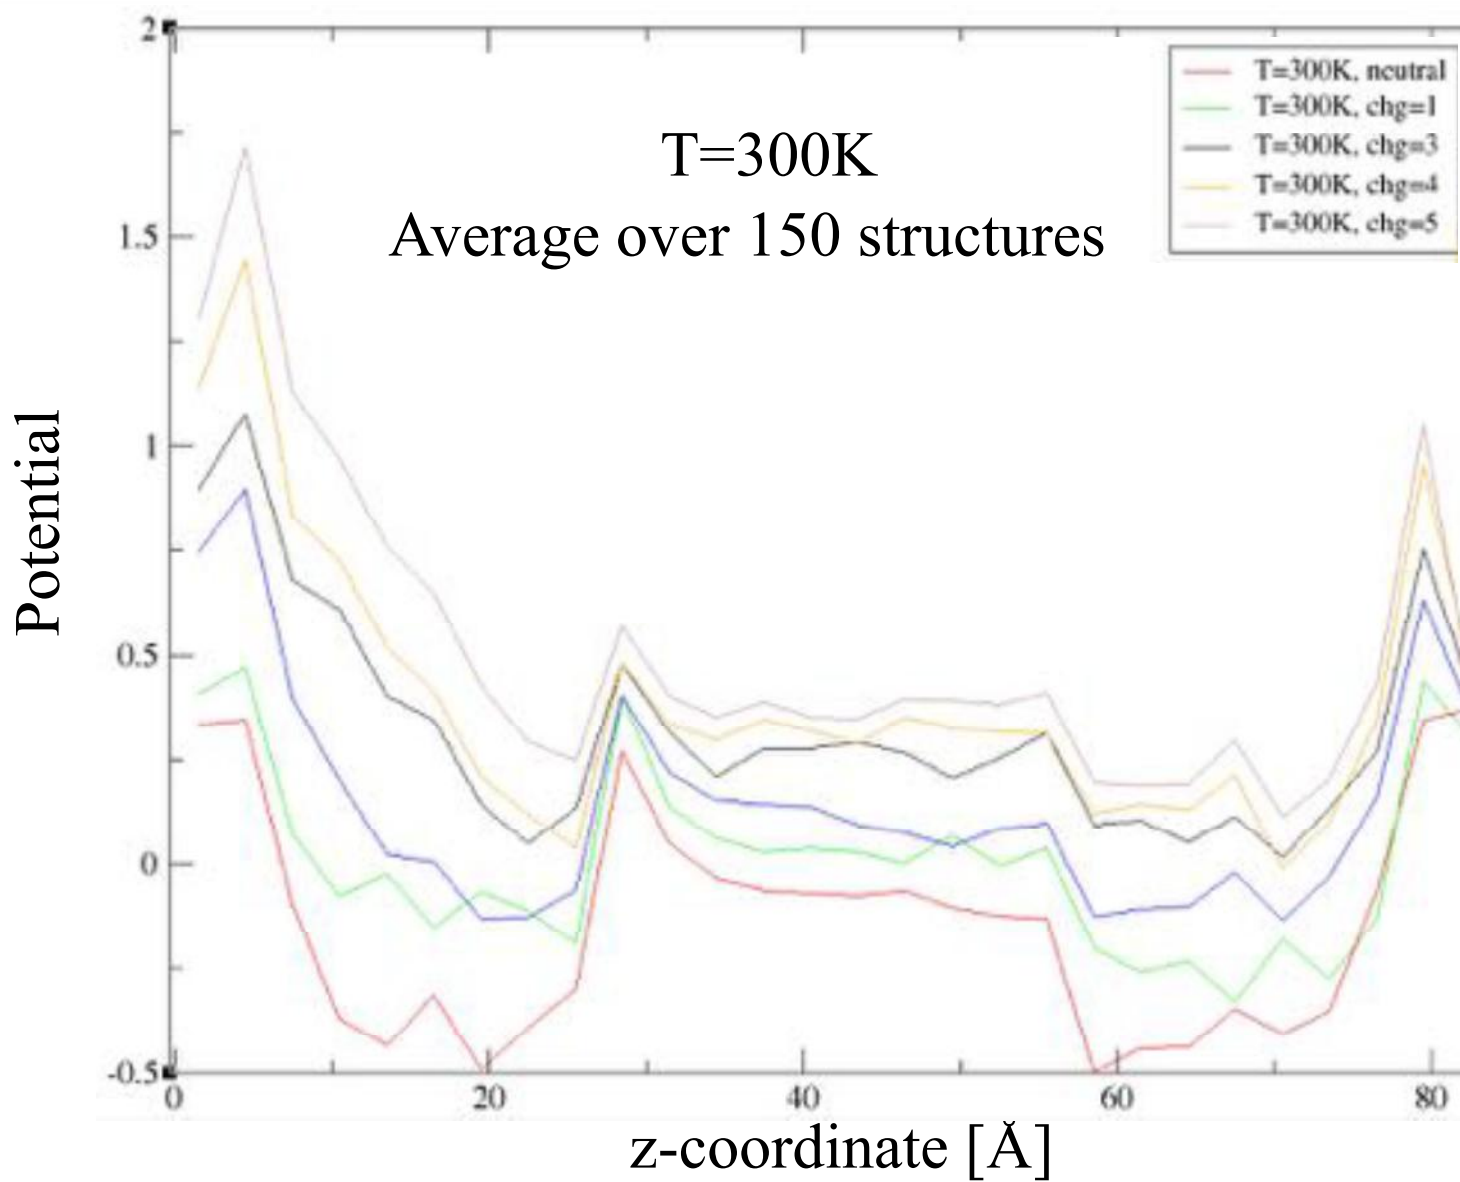 2
T=300K, neutral
T=300K, chg=1
T=300K, chg=3
T=300K, chg=4
T=300K, chg=5
T=300K
Average over 150 structures
1.5
1
0.5
0
-0.5
Potential
0 20 40 60 80
z-coordinate [Å]